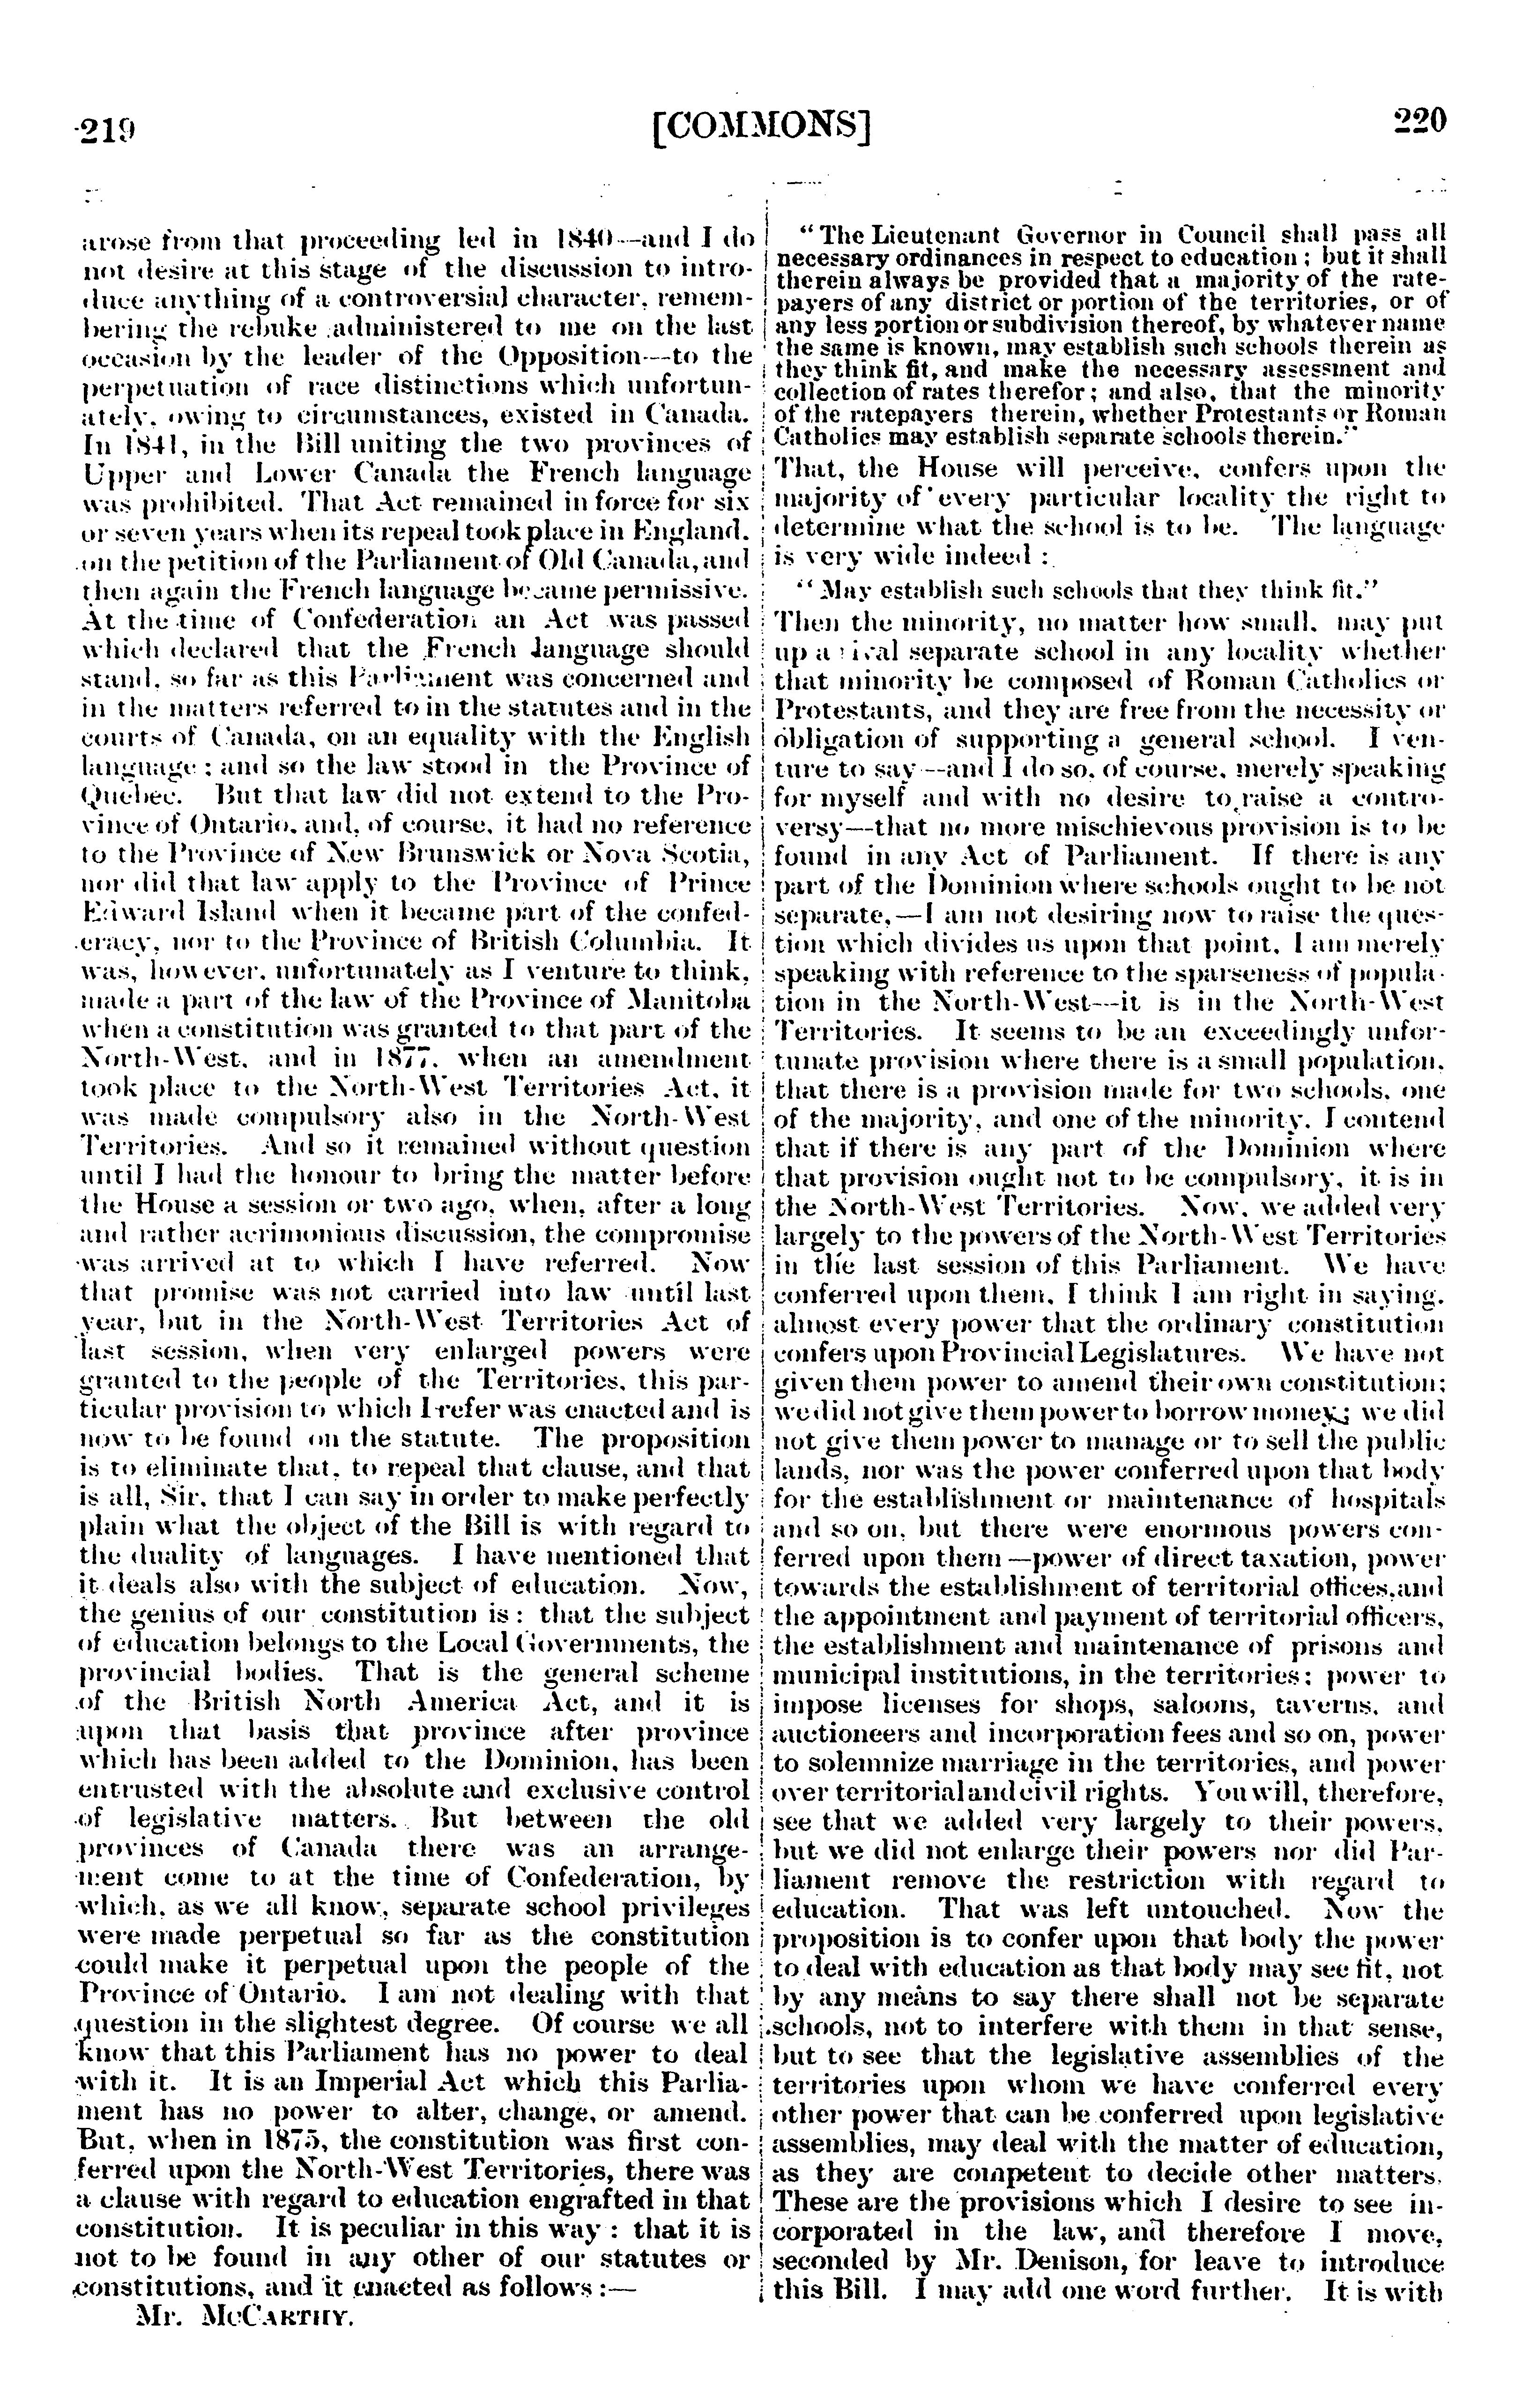 219
[COMMONS]
220
arose from that proceeding led in 1840—and I do
not desire at this stage of the discussion to intro-
duce anything of a controversial character, remem-
bering the rebuke administered to me on the last
occasion by the leader of the Opposition—to the
perpetuation of race distinctions which unfortun-
ately, owing to circumstances, existed in Canada.
In 1841, in the Bill uniting the two provinces of
Upper and Lower Canada the French language
was prohibited. That Act remained in force for six
or seven years when its repeal took place in England,
on the petition of the Parliament of Old Canada, and
then again the French language became permissive.
At the time of Confederation an Act was passed
which declared that the French language should
stand, so far as this Parliament was concerned and
in the matters referred to in the statutes and in the
courts of Canada, on an equality with the English
language; and so the law stood in the Province of
Quebec. But that law did not extend to the Pro-
vince of Ontario, and, of course, it had no reference
to the Province of New Brunswick or Nova Scotia,
nor did that law apply to the Province of Prince
Edward Island when it became part of the confed-
eracy, nor to the Province of British Columbia. It
was, however, unfortunately as I venture to think,
made a part of the law of the Province of Manitoba
when a constitution was granted to that part of the
North-West, and in 1877, when an amendment
took place to the North-West Territories Act, it
was made compulsory also in the North-West
Territories. And so it remained without question
until I had the honour to bring the matter before
the House a session or two ago, when, after a long
and rather acrimonious discussion, the compromise
was arrived at to which I have referred. Now
that promise was not carried into law until last
year, but in the North-West Territories Act of
last session, when very enlarged powers were
granted to the people of the Territories, this par-
ticular provision to which I refer was enacted and is
now to be found on the statute. The proposition
is to eliminate that, to repeal that clause, and that
is all, Sir, that I can say in order to make perfectly
plain what the object of the Bill is with regard to
the duality of languages. I have mentioned that
it deals also with the subject of education. Now,
the genius of our constitution is: that the subject
of education belongs to the Local Governments, the
provincial bodies. That is the general scheme
of the British North America Act, and it is
upon that basis that province after province
which has been added to the Dominion, has been
entrusted with the absolute and exclusive control
of legislative matters. But between the old
provinces of Canada there was an arrange-
ment come to at the time of Confederation, by
which, as we all know, separate school privileges
were made perpetual so far as the constitution
could make it perpetual upon the people of the
Province of Ontario. I am not dealing with that
question in the slightest degree. Of course we all
know that this Parliament has no power to deal
with it. It is an Imperial Act which this Parlia-
ment has no power to alter, change, or amend.
But, when in 1875, the constitution was first con-
ferred upon the North-West Territories, there was
a clause with regard to education engrafted in that
constitution. It is peculiar in this way: that it is
not to be found in any other of our statutes or
constitutions, and it enacted as follows:—
Mr. McCARTHY.
"The Lieutenant Governor in Council shall pass all
necessary ordinances in respect to education; but it shall
therein always be provided that a majority of the rate-
payers of any district or portion of the territories, or of
any less portion or subdivision thereof, by whatever name
the same is known, may establish such schools therein as
they think fit, and make the necessary assessment and
collection of rates therefor; and also, that the minority
of the ratepayers therein, whether Protestants or Roman
Catholics may establish separate schools therein."
That, the House will perceive, confers upon the
majority of every particular locality the right to
determine what the school is to be. The language
is very wide indeed:
"May establish such schools that they think fit."
Then the minority, no matter how small, may put
up a rival separate school in any locality whether
that minority be composed of Roman Catholics or
Protestants, and they are free from the necessity or
obligation of supporting a general school. I ven-
ture to say—and I do so, of course, merely speaking
for myself and with no desire to raise a contro-
versy—that no more mischievous provision is to be
found in any Act of Parliament. If there is any
part of the Dominion where schools ought to be not
separate,—I am not desiring now to raise the ques-
tion which divides us upon that point, I am merely
speaking with reference to the sparseness of popula-
tion in the North-West—it is in the North-West
Territories. It seems to be an exceedingly unfor-
tunate provision where there is a small population,
that there is a provision made for two schools, one
of the majority, and one of the minority. I contend
that if there is any part of the Dominion where
that provision ought not to be compulsory, it is in
the North-West Territories. Now, we added very
largely to the powers of the North-West Territories
in the last session of this Parliament. We have
conferred upon them, I think I am right in saying,
almost every power that the ordinary constitution
confers upon Provincial Legislatures. We have not
given them power to amend their own constitution;
we did not give them power to borrow money; we did
not give them power to manage or to sell the public
lands, nor was the power conferred upon that body
for the establishment or maintenance of hospitals
and so on, but there were enormous powers con-
ferred upon them—power of direct taxation, power
towards the establishment of territorial offices, and
the appointment and payment of territorial officers,
the establishment and maintenance of prisons and
municipal institutions, in the territories; power to
impose licenses for shops, saloons, taverns, and
auctioneers and incorporation fees and so on, power
to solemnize marriage in the territories, and power
over territorial and civil rights. You will, therefore,
see that we added very largely to their powers,
but we did not enlarge their powers nor did Par-
liament remove the restriction with regard to
education. That was left untouched. Now the
proposition is to confer upon that body the power
to deal with education as that body may see fit, not
by any means to say there shall not be separate
schools, not to interfere with them in that sense,
but to see that the legislative assemblies of the
territories upon whom we have conferred every
other power that can be conferred upon legislative
assemblies, may deal with the matter of education,
as they are competent to decide other matters.
These are the provisions which I desire to see in-
corporated in the law, and therefore I move,
seconded by Mr. Denison, for leave to introduce
this Bill. I may add one word further. It is with